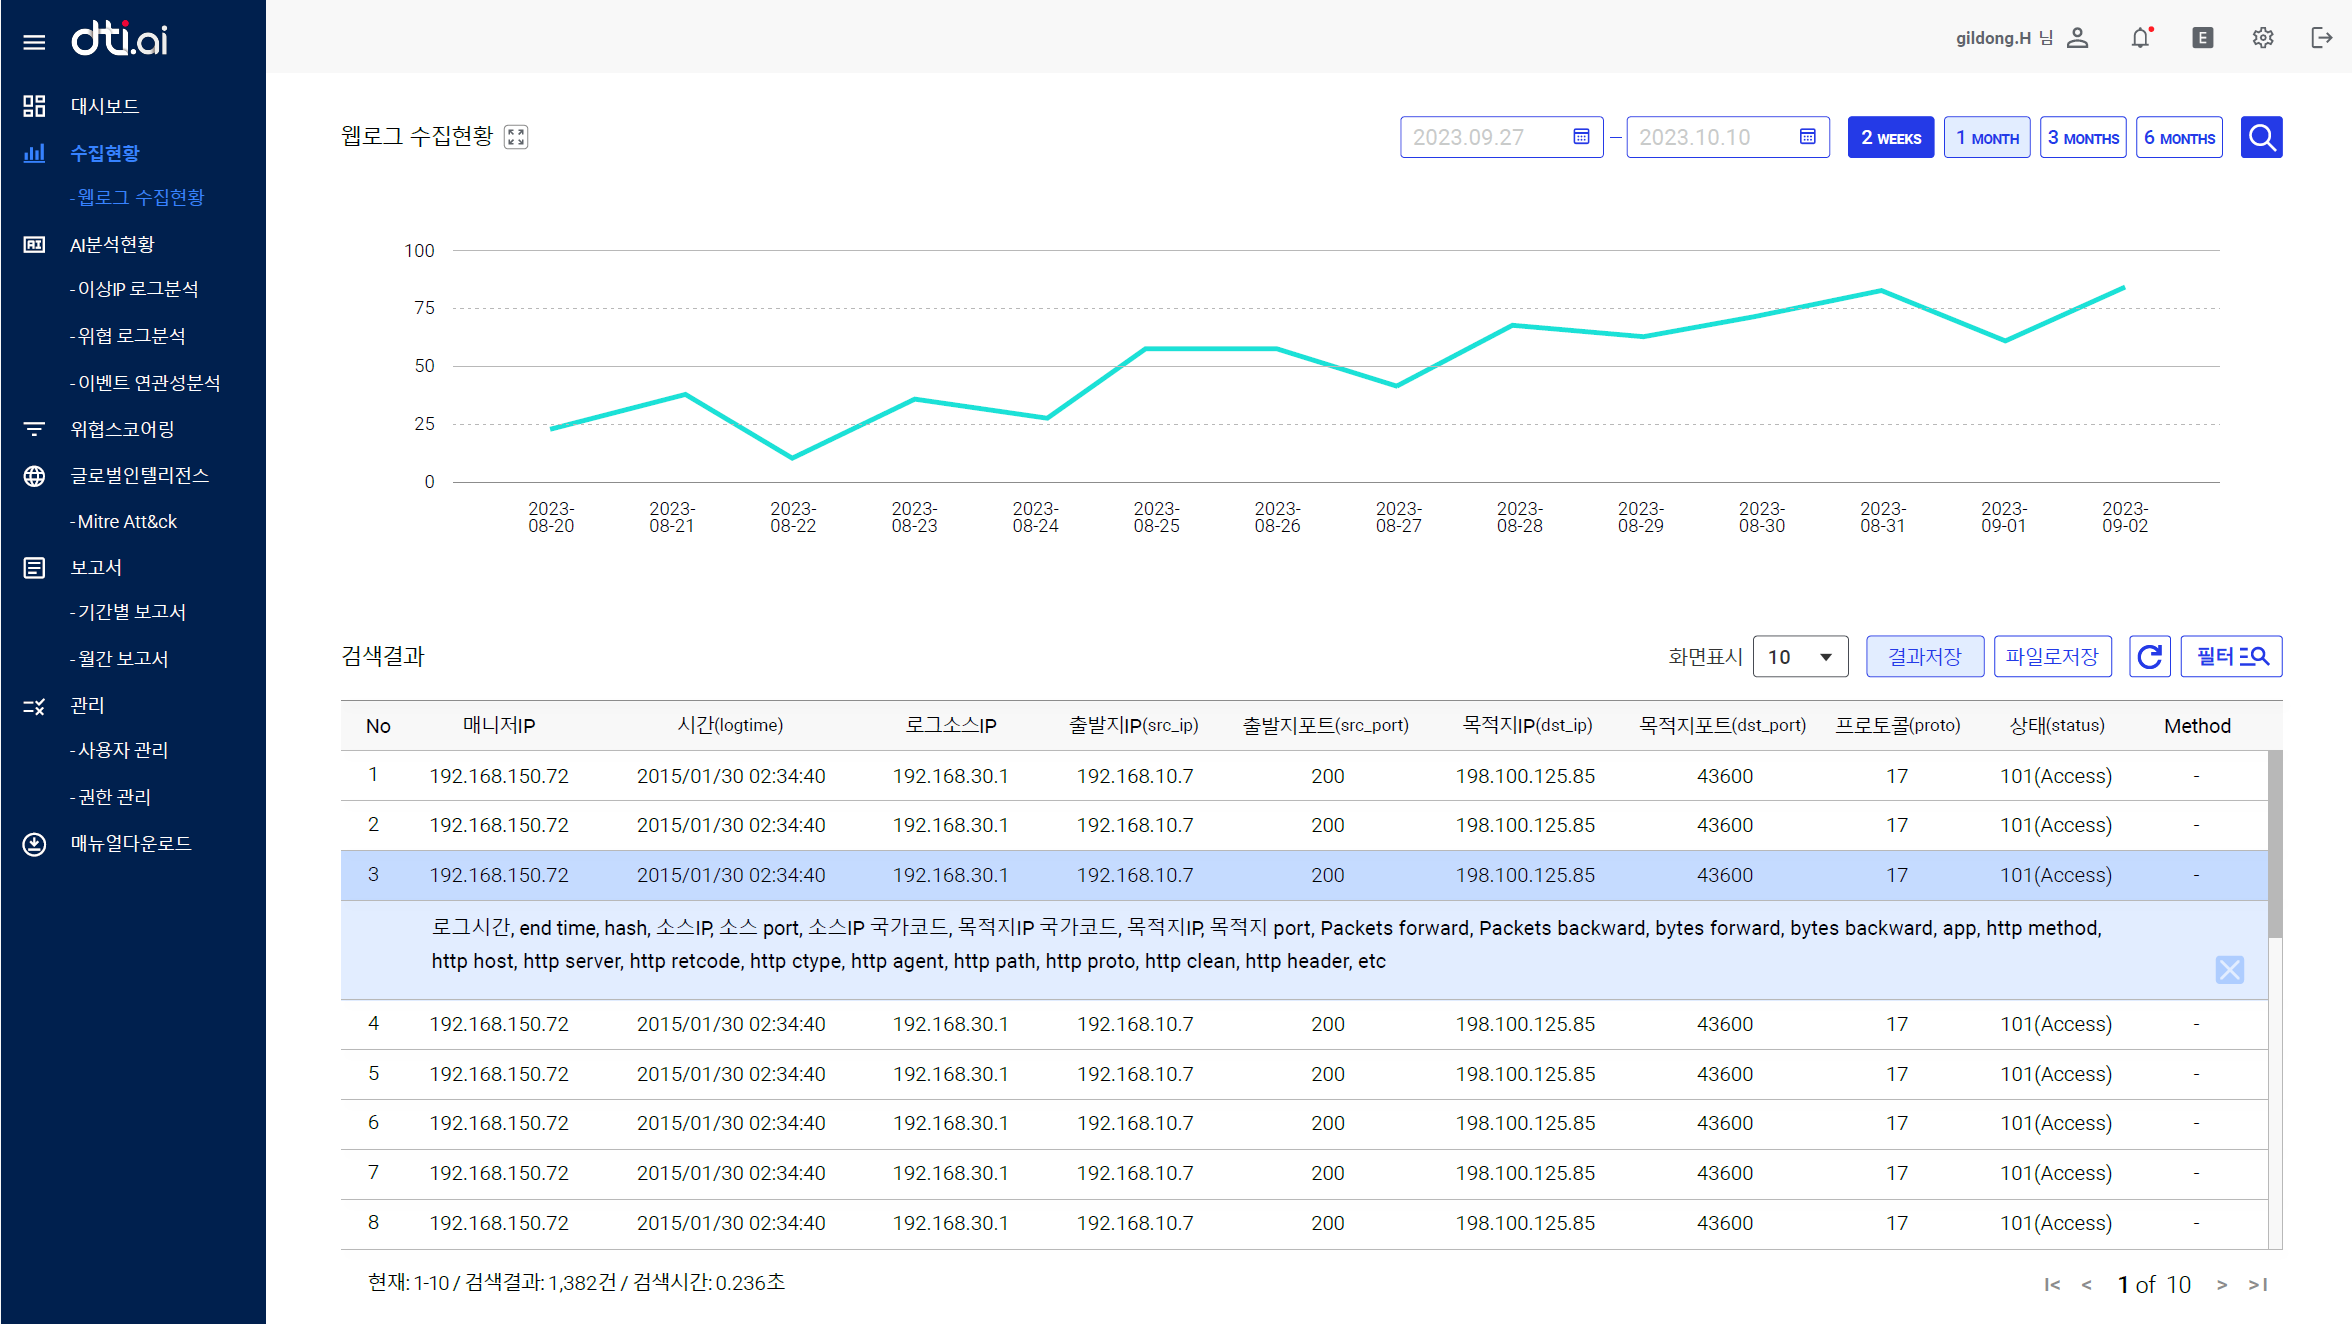 dti.ai
gildong.H 님
E
대시보드
수집현황
-웹로그 수집현황
AI분석현황
-이상IP 로그분석
-위협 로그분석
-이벤트 연관성분석
위협스코어링
글로벌인텔리전스
-Mitre Att&ck
보고서
-기간별 보고서
-월간 보고서
관리
-사용자 관리
-권한 관리
매뉴얼다운로드
웹로그 수집현황
2023.09.27 – 2023.10.10 2 WEEKS 1 MONTH 3 MONTHS 6 MONTHS
100
75
50
25
0
2023-08-20 2023-08-21 2023-08-22 2023-08-23 2023-08-24 2023-08-25 2023-08-26 2023-08-27 2023-08-28 2023-08-29 2023-08-30 2023-08-31 2023-09-01 2023-09-02
검색결과
화면표시 10 결과저장 파일로저장 필터
No 매니저IP 시간(logtime) 로그소스IP 출발지IP(src_ip) 출발지포트(src_port) 목적지IP(dst_ip) 목적지포트(dst_port) 프로토콜(proto) 상태(status) Method
1 192.168.150.72 2015/01/30 02:34:40 192.168.30.1 192.168.10.7 200 198.100.125.85 43600 17 101(Access) -
2 192.168.150.72 2015/01/30 02:34:40 192.168.30.1 192.168.10.7 200 198.100.125.85 43600 17 101(Access) -
3 192.168.150.72 2015/01/30 02:34:40 192.168.30.1 192.168.10.7 200 198.100.125.85 43600 17 101(Access) -
로그시간, end time, hash, 소스IP, 소스 port, 소스IP 국가코드, 목적지IP 국가코드, 목적지IP, 목적지 port, Packets forward, Packets backward, bytes forward, bytes backward, app, http method,
http host, http server, http retcode, http ctype, http agent, http path, http proto, http clean, http header, etc
4 192.168.150.72 2015/01/30 02:34:40 192.168.30.1 192.168.10.7 200 198.100.125.85 43600 17 101(Access) -
5 192.168.150.72 2015/01/30 02:34:40 192.168.30.1 192.168.10.7 200 198.100.125.85 43600 17 101(Access) -
6 192.168.150.72 2015/01/30 02:34:40 192.168.30.1 192.168.10.7 200 198.100.125.85 43600 17 101(Access) -
7 192.168.150.72 2015/01/30 02:34:40 192.168.30.1 192.168.10.7 200 198.100.125.85 43600 17 101(Access) -
8 192.168.150.72 2015/01/30 02:34:40 192.168.30.1 192.168.10.7 200 198.100.125.85 43600 17 101(Access) -
현재: 1-10 / 검색결과: 1,382건 / 검색시간: 0.236초
I< < 1 of 10 > >I